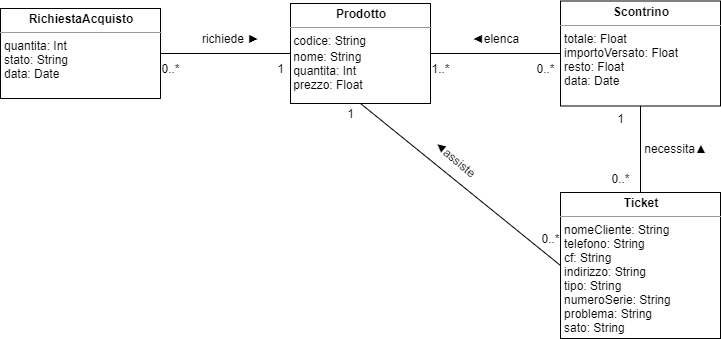 RichiestaAcquisto
quantita: Int
stato: String
data: Date
richiede ►
0..*
1
Prodotto
codice: String
nome: String
quantita: Int
prezzo: Float
◄elenca
1..*
0..*
Scontrino
totale: Float
importoVersato: Float
resto: Float
data: Date
1
1
necessita▲
◄assiste
0..*
0..*
Ticket
nomeCliente: String
telefono: String
cf: String
indirizzo: String
tipo: String
numeroSerie: String
problema: String
sato: String